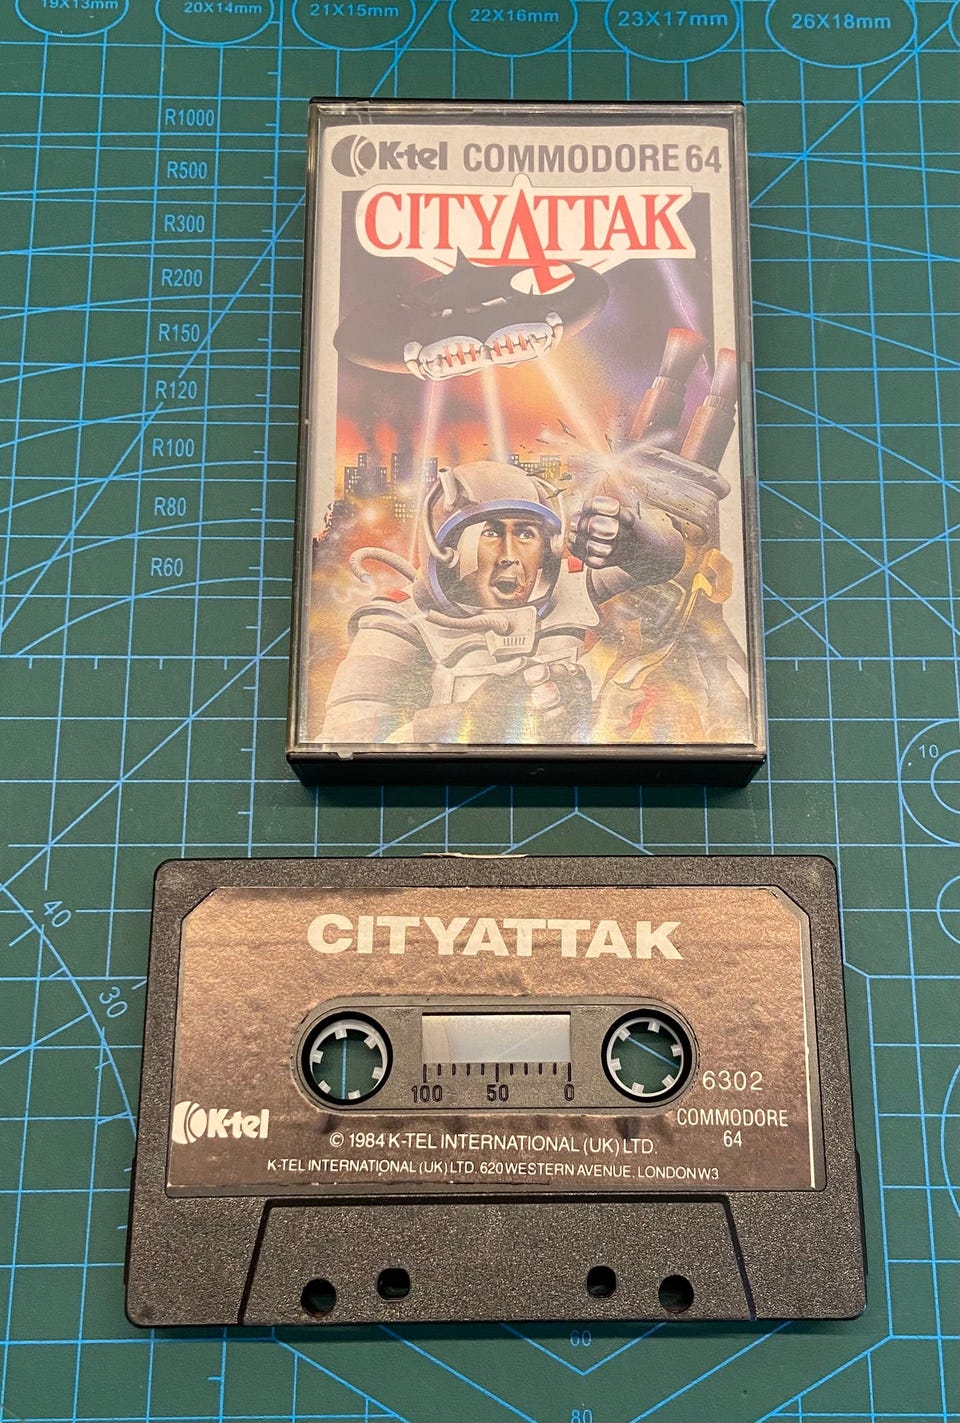 19X13mm
20X14mm
21X15mm
22X16mm
23X17mm
26X18mm
R1000
R500
R300
R200
R150
R120
R100
R80
R60
K-tel COMMODORE 64
CITYATTAK
10
40
30
CITYATTAK
100 50 0
6302
COMMODORE
64
K-tel
© 1984 K-TEL INTERNATIONAL (UK) LTD.
K-TEL INTERNATIONAL (UK) LTD. 620 WESTERN AVENUE. LONDON W3
60
80